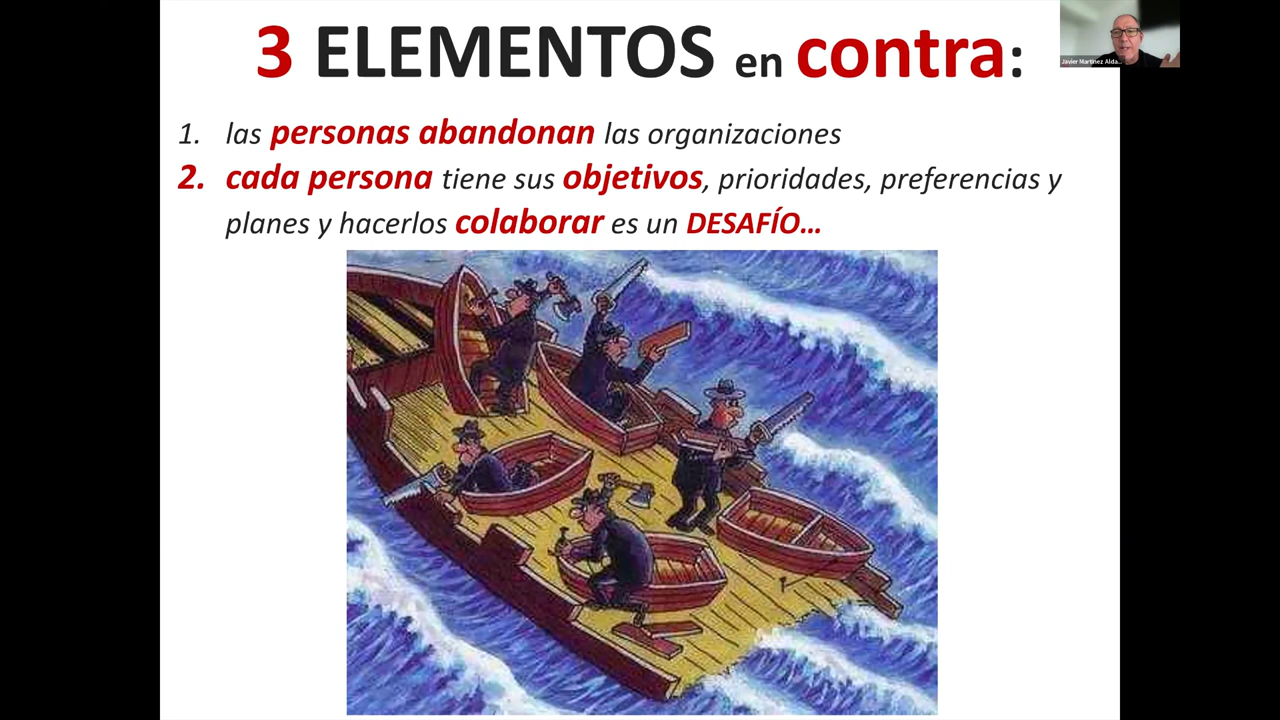 3 ELEMENTOS en contra:
Javier Martínez Alda...
1. las personas abandonan las organizaciones
2. cada persona tiene sus objetivos, prioridades, preferencias y
planes y hacerlos colaborar es un DESAFÍO...